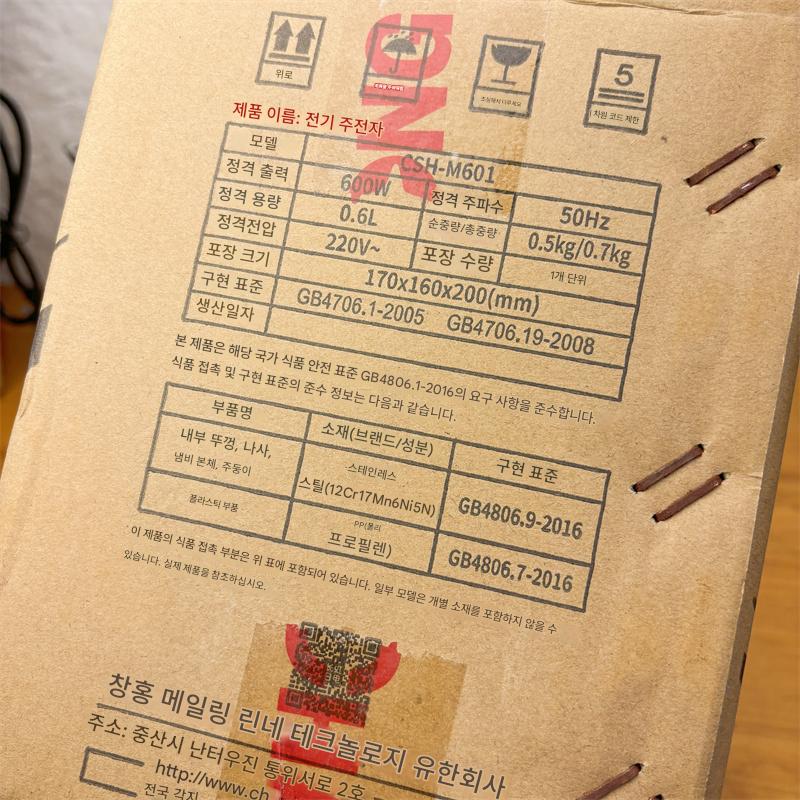 위로
5
차원 코드 제한
제품 이름: 전기 주전자
모델 CSH-M601
정격 출력 600W 정격 주파수 50Hz
정격 용량 0.6L 순중량/총중량 0.5kg/0.7kg
정격전압 220V~ 포장 수량 1개 단위
포장 크기 170x160x200(mm)
구현 표준 GB4706.1-2005 GB4706.19-2008
생산일자
본 제품은 해당 국가 식품 안전 표준 GB4806.1-2016의 요구 사항을 준수합니다.
식품 접촉 및 구현 표준의 준수 정보는 다음과 같습니다.
부품명 소재(브랜드/성분) 구현 표준
내부 뚜껑, 나사,
냄비 본체, 주둥이
스테인레스
스틸(12Cr17Mn6Ni5N)
GB4806.9-2016
플라스틱 부품
PP(폴리
프로필렌)
GB4806.7-2016
이 제품의 식품 접촉 부분은 위 표에 포함되어 있습니다. 일부 모델은 개별 소재를 포함하지 않을 수
있습니다. 실제 제품을 참조하십시오.
창홍 메이링 린네 테크놀로지 유한회사
주소: 중산시 난터우진 통위서로 2호
http://www.ch
전국 각지